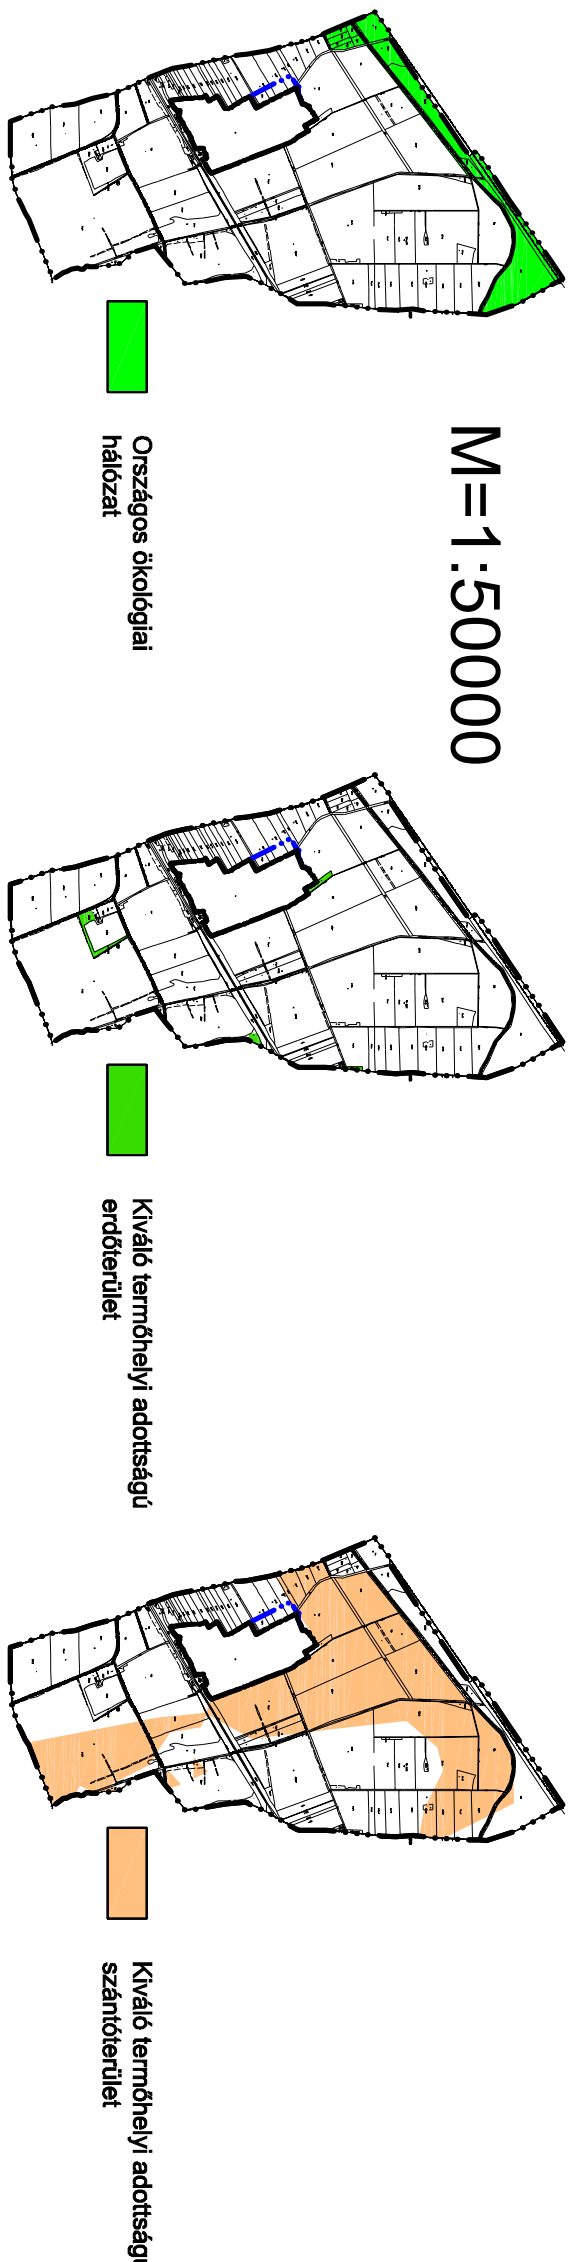 M=1:50000
Országos ökológiai
hálózat
Kiváló termőhelyi adottságú
erdőterület
Kiváló termőhelyi adottságú
szántóterület